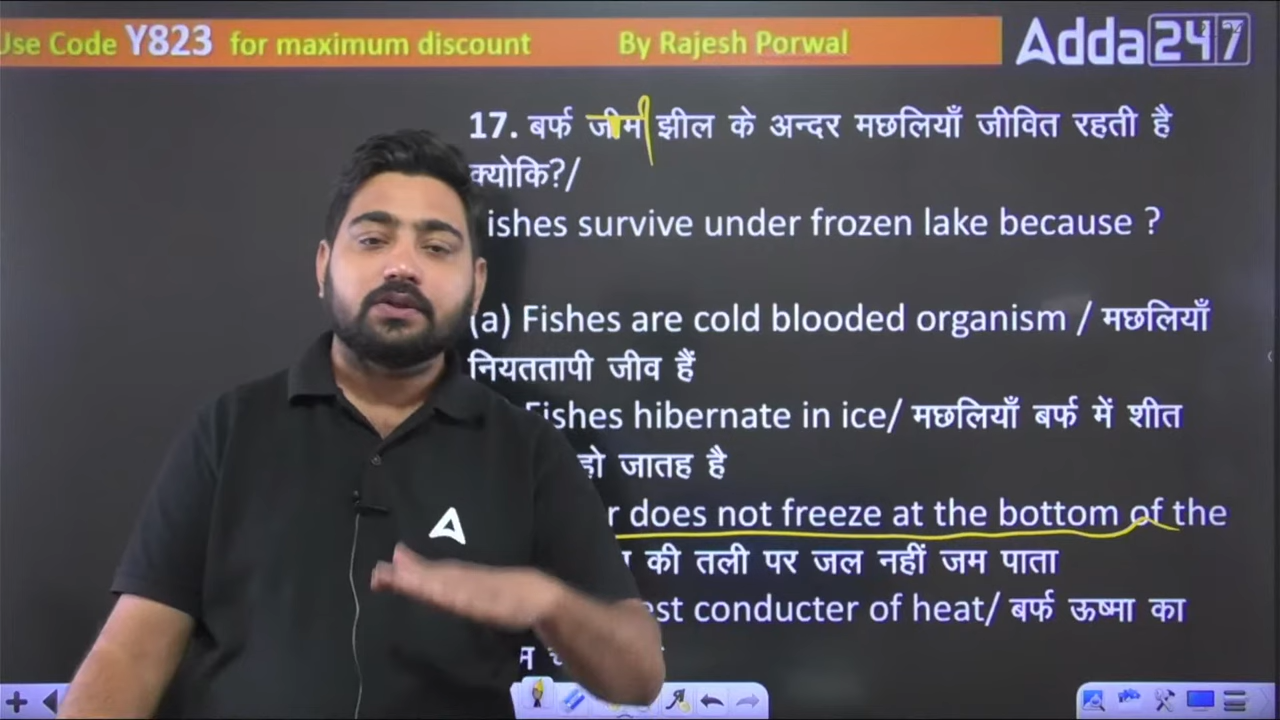 Use Code Y823 for maximum discount By Rajesh Porwal
Adda247
17. बर्फ जीम झील के अन्दर मछलियाँ जीवित रहती है
क्योकि?/
ishes survive under frozen lake because ?
(a) Fishes are cold blooded organism / मछलियाँ
नियततापी जीव हैं
Fishes hibernate in ice/ मछलियाँ बर्फ में शीत
हो जातह है
r does not freeze at the bottom of the
की तली पर जल नहीं जम पाता
est conducter of heat/ बर्फ ऊष्मा का